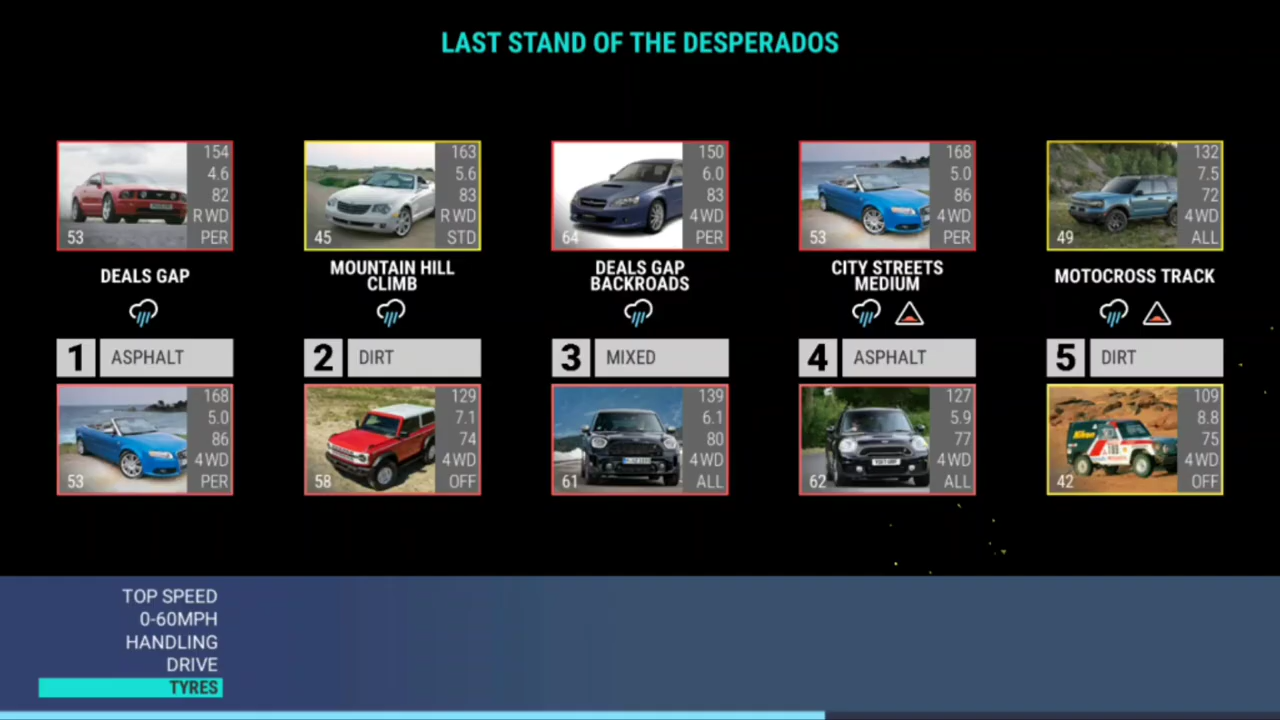 LAST STAND OF THE DESPERADOS
154
4.6
82
RWD
53 PER
163
5.6
83
RWD
45 STD
150
6.0
83
4WD
64 PER
168
5.0
86
4WD
53 PER
132
7.5
72
4WD
49 ALL
DEALS GAP
MOUNTAIN HILL
CLIMB
DEALS GAP
BACKROADS
CITY STREETS
MEDIUM
MOTOCROSS TRACK
1 ASPHALT
2 DIRT
3 MIXED
4 ASPHALT
5 DIRT
168
5.0
86
4WD
53 PER
129
7.1
74
4WD
58 OFF
139
6.1
80
4WD
61 ALL
127
5.9
77
4WD
62 ALL
109
8.8
75
4WD
42 OFF
TOP SPEED
0-60MPH
HANDLING
DRIVE
TYRES